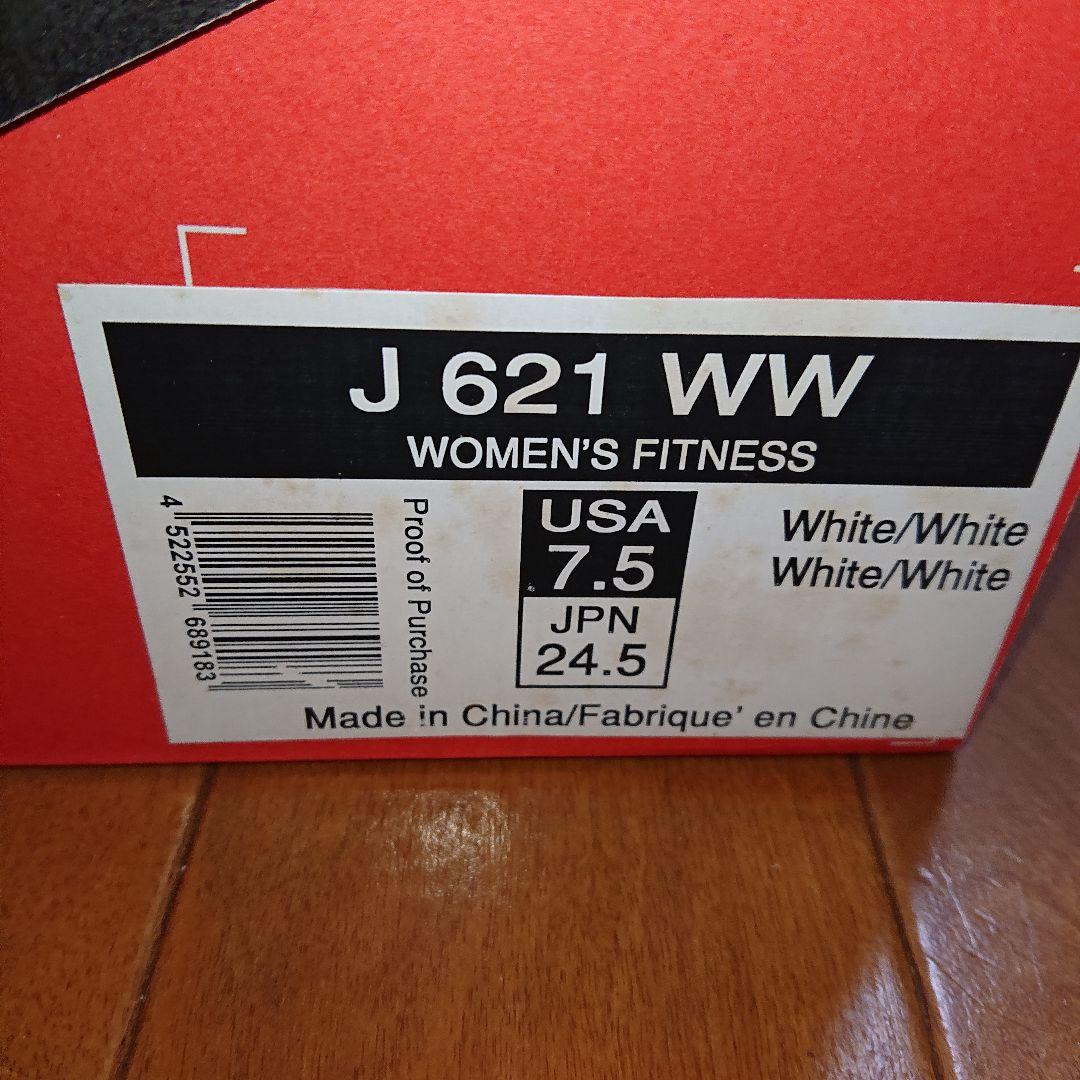 J 621 WW
WOMEN'S FITNESS
4 522552 689183
Proof of Purchase
USA
7.5
JPN
24.5
White/White
White/White
Made in China/Fabrique' en Chine